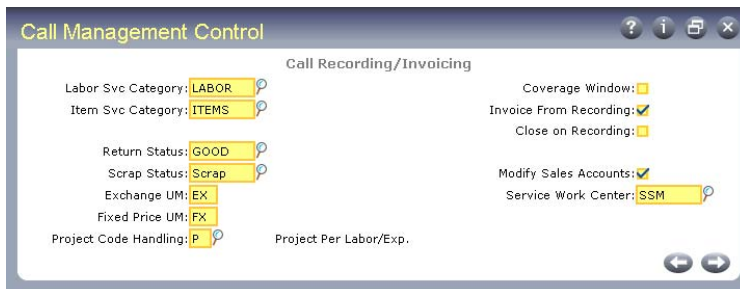 Call Management Control
? i
Call Recording/Invoicing
Labor Svc Category: LABOR
Coverage Window:
Item Svc Category: ITEMS
Invoice From Recording:
Close on Recording:
Return Status: GOOD
Scrap Status: Scrap
Modify Sales Accounts:
Exchange UM: EX
Service Work Center: SSM
Fixed Price UM: FX
Project Code Handling: P Project Per Labor/Exp.